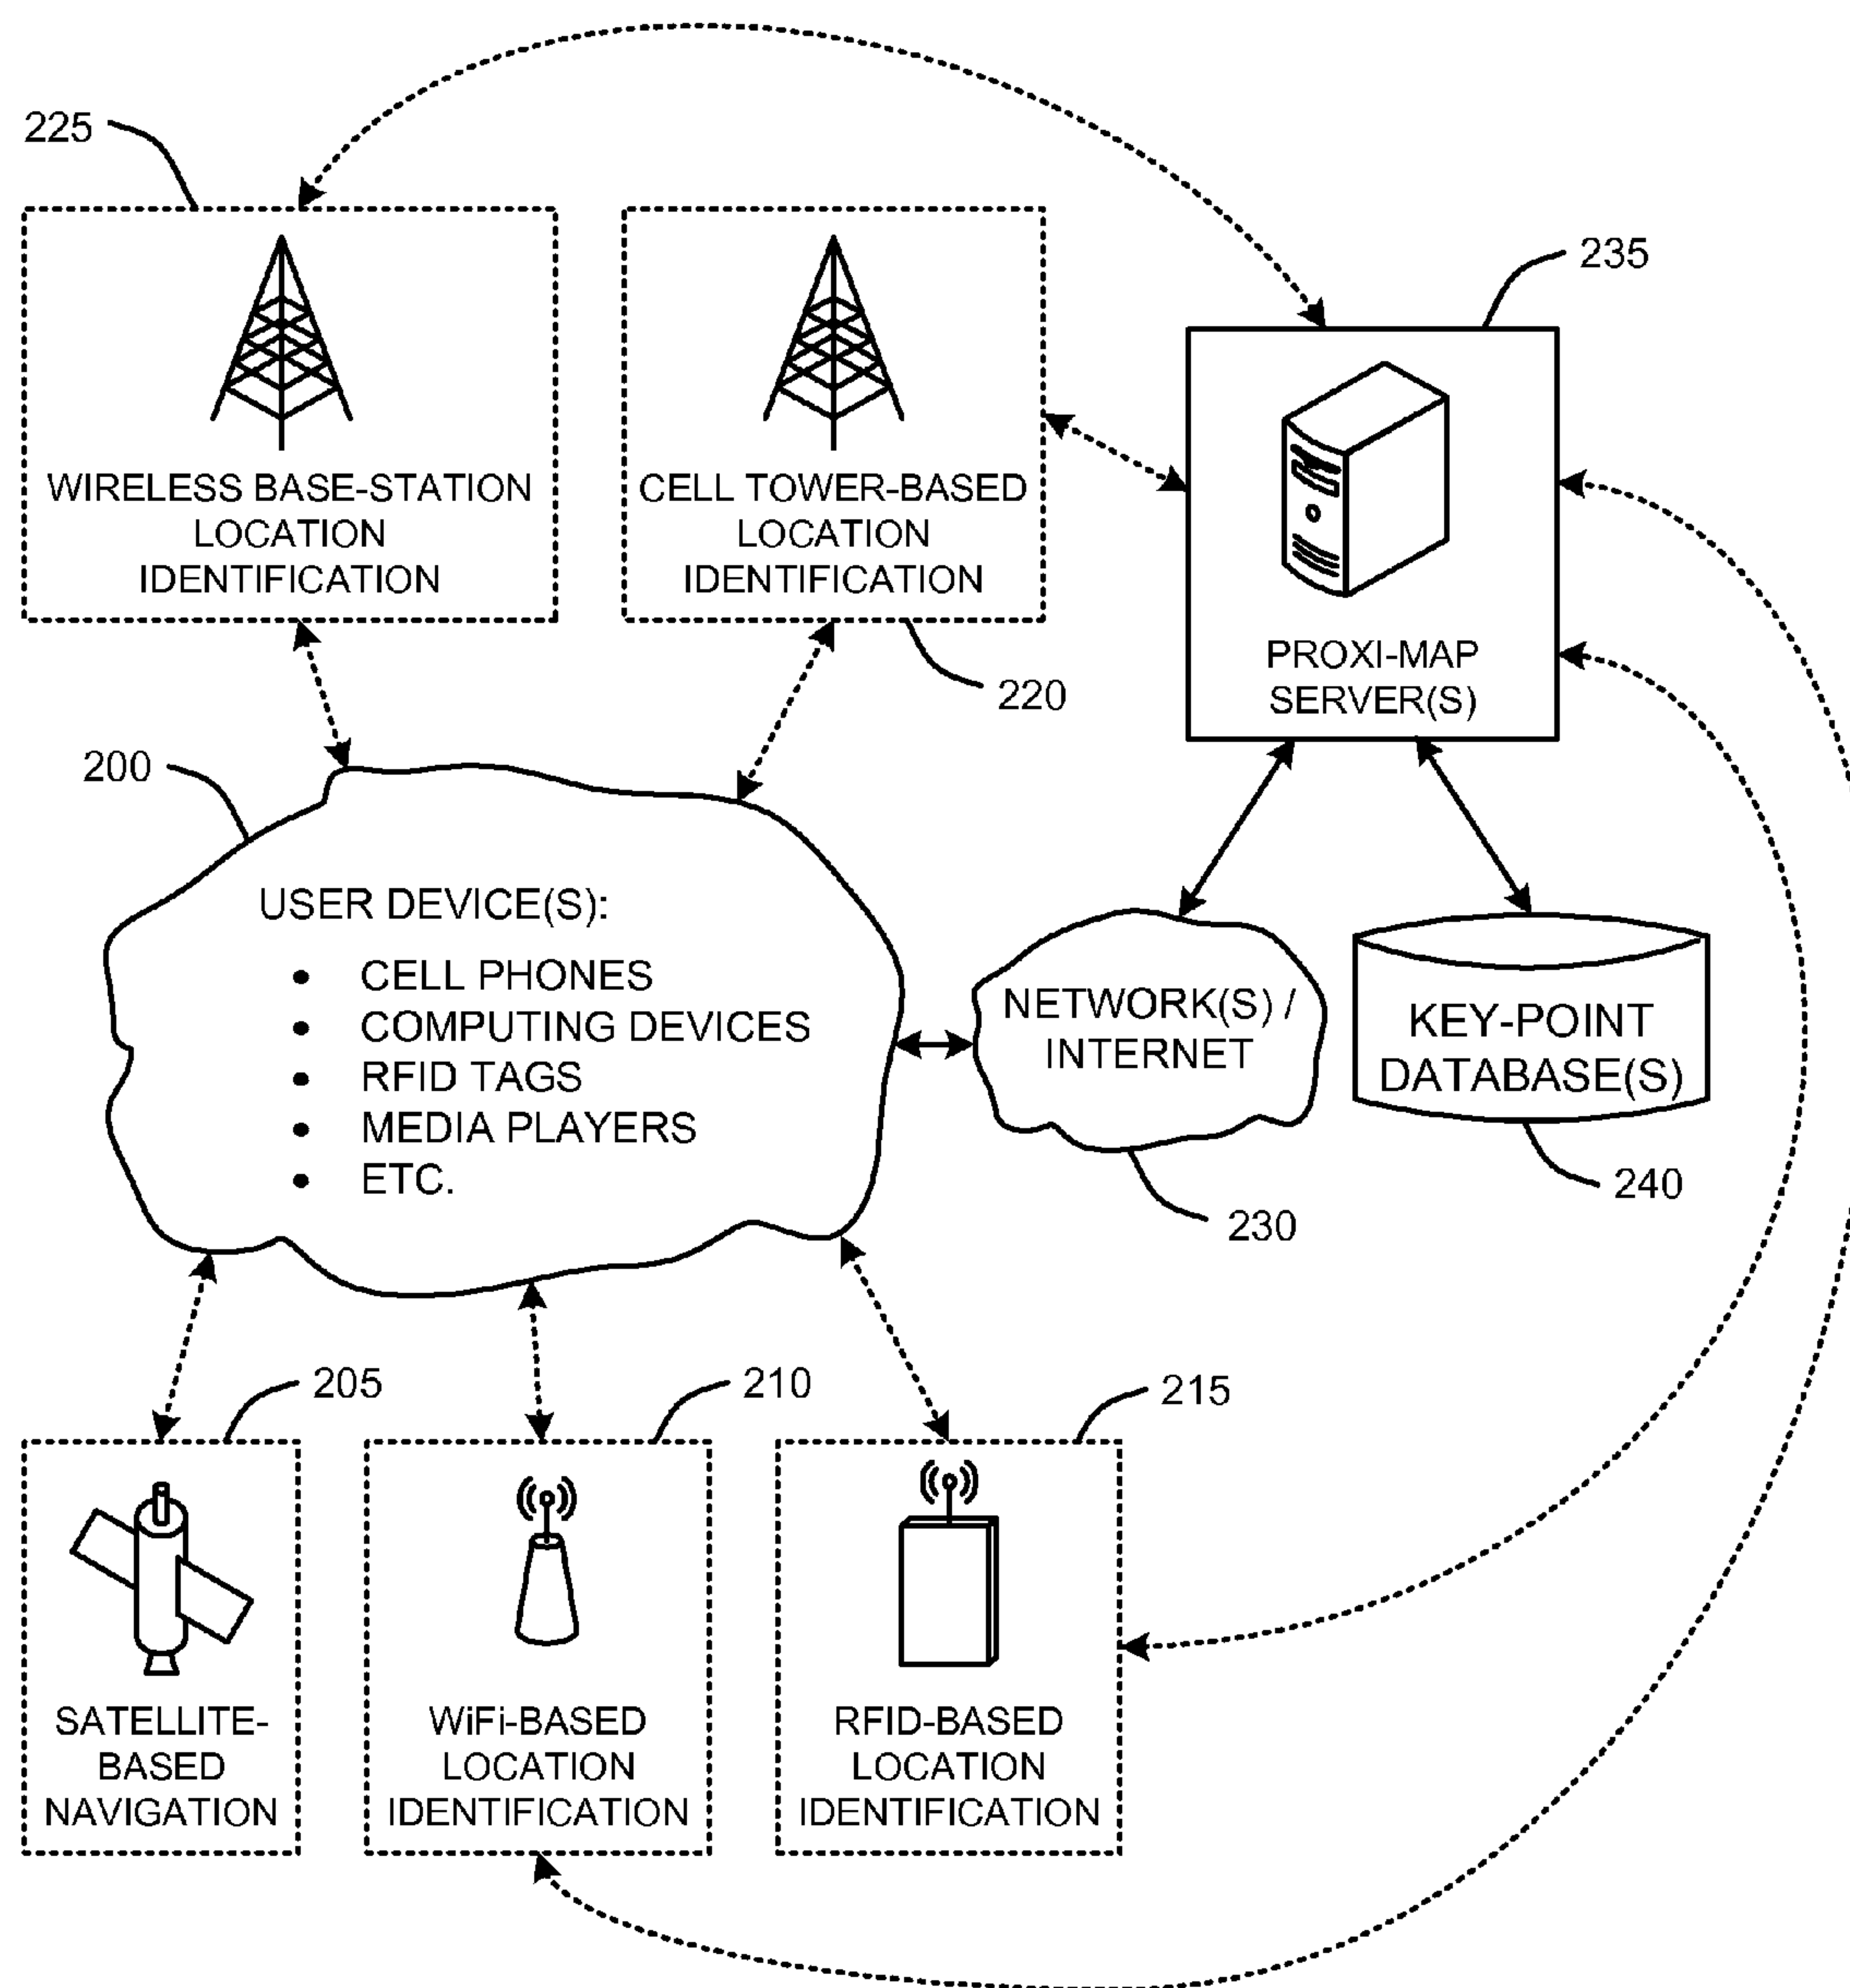 225
235
WIRELESS BASE-STATION
LOCATION
IDENTIFICATION
CELL TOWER-BASED
LOCATION
IDENTIFICATION
220
PROXI-MAP
SERVER(S)
200
USER DEVICE(S):
• CELL PHONES
• COMPUTING DEVICES
• RFID TAGS
• MEDIA PLAYERS
• ETC.
NETWORK(S) /
INTERNET
230
KEY-POINT
DATABASE(S)
240
205
210
215
SATELLITE-
BASED
NAVIGATION
WiFi-BASED
LOCATION
IDENTIFICATION
RFID-BASED
LOCATION
IDENTIFICATION